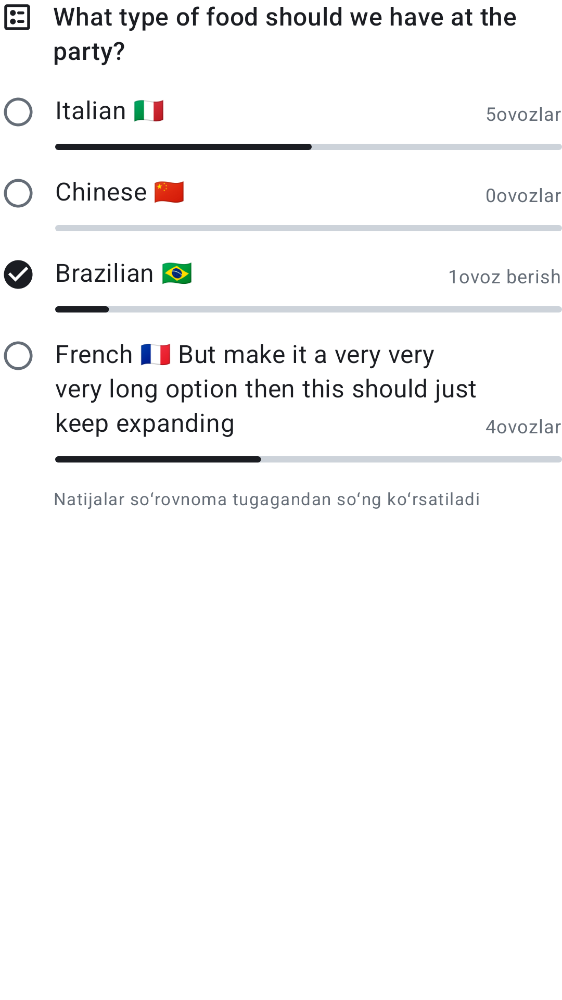 What type of food should we have at the
party?
Italian 🇮🇹
5ovozlar
Chinese 🇨🇳
0ovozlar
Brazilian 🇧🇷
1ovoz berish
French 🇫🇷 But make it a very very
very long option then this should just
keep expanding
4ovozlar
Natijalar soʻrovnoma tugagandan soʻng koʻrsatiladi